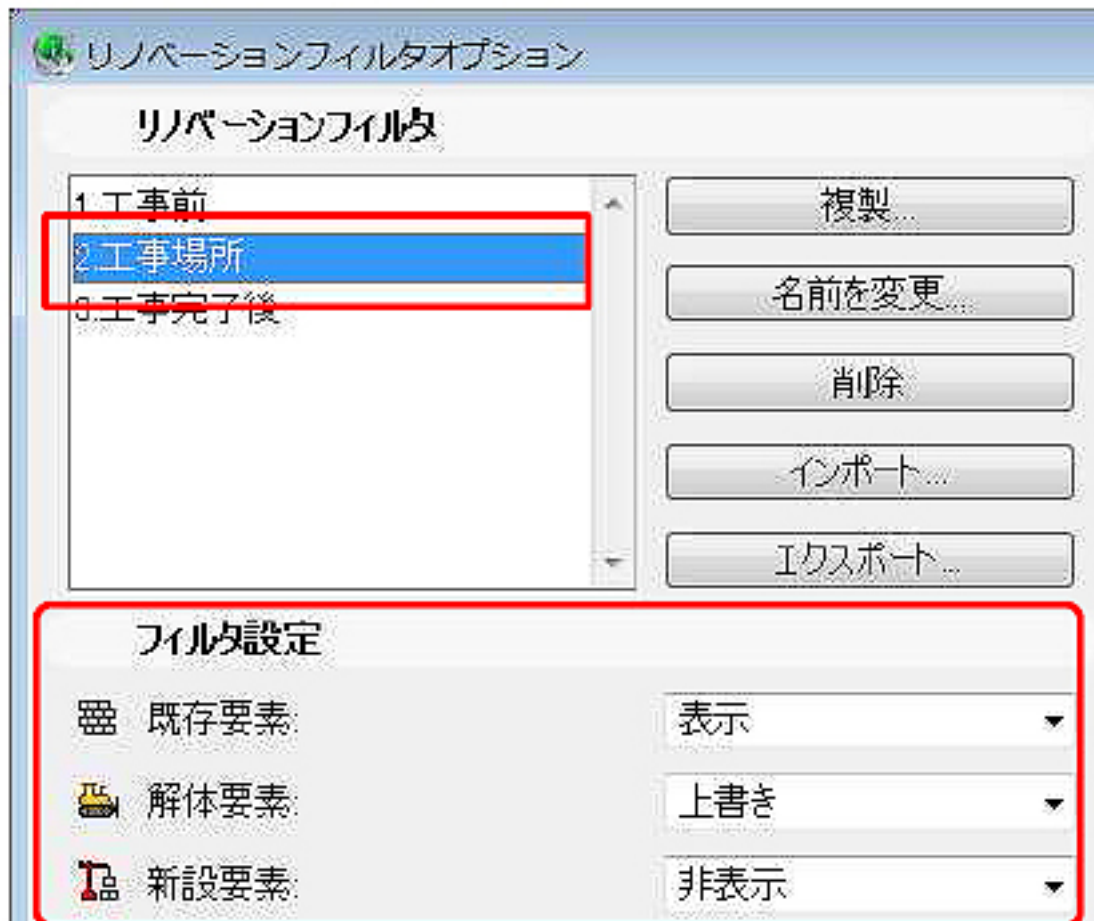 リノベーションフィルタオプション
リノベーションフィルタ
1.工事前
2.工事場所
3.工事完了後
複製...
名前を変更...
削除
インポート...
エクスポート...
フィルタ設定
既存要素: 表示
解体要素: 上書き
新設要素: 非表示